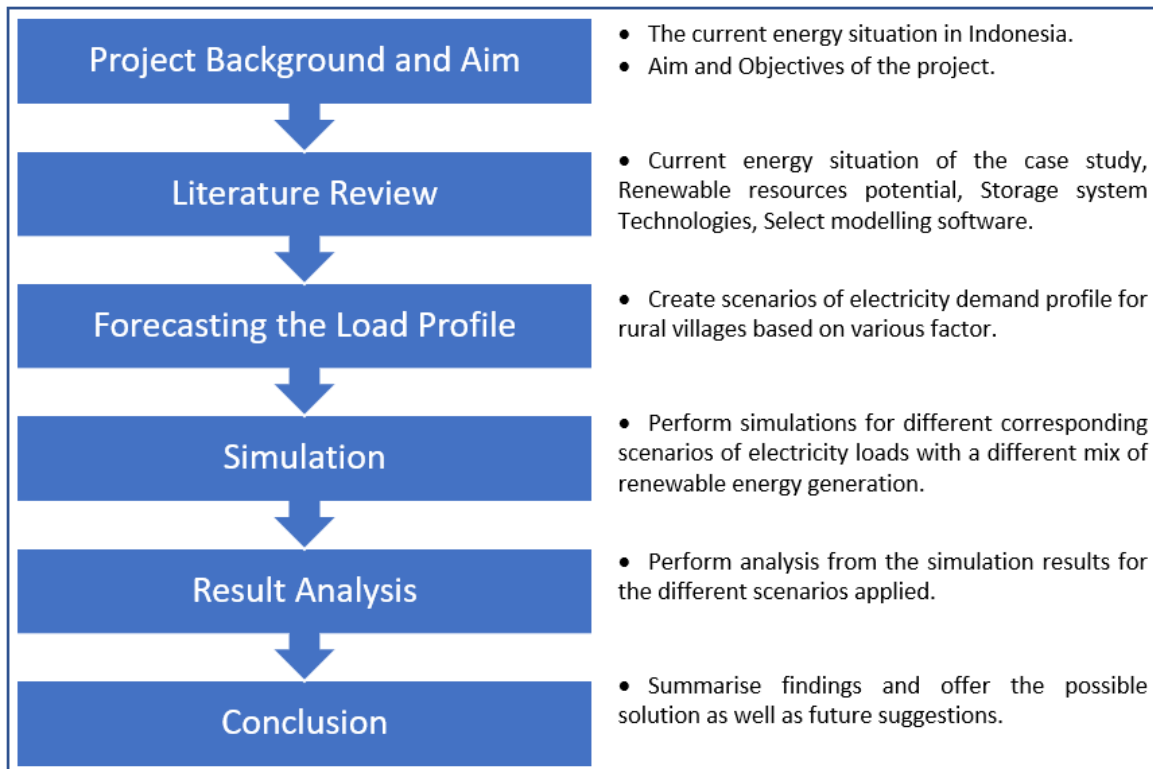 Project Background and Aim
• The current energy situation in Indonesia.
• Aim and Objectives of the project.
Literature Review
• Current energy situation of the case study,
Renewable resources potential, Storage system
Technologies, Select modelling software.
Forecasting the Load Profile
• Create scenarios of electricity demand profile for
rural villages based on various factor.
Simulation
• Perform simulations for different corresponding
scenarios of electricity loads with a different mix of
renewable energy generation.
Result Analysis
• Perform analysis from the simulation results for
the different scenarios applied.
Conclusion
• Summarise findings and offer the possible
solution as well as future suggestions.